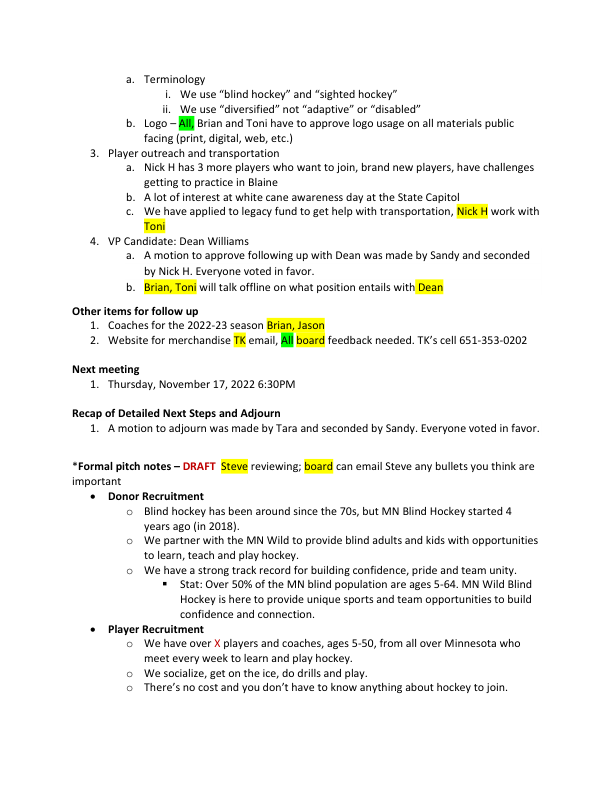 a. Terminology
i. We use “blind hockey” and “sighted hockey”
ii. We use “diversified” not “adaptive” or “disabled”
b. Logo – All, Brian and Toni have to approve logo usage on all materials public
facing (print, digital, web, etc.)
3. Player outreach and transportation
a. Nick H has 3 more players who want to join, brand new players, have challenges
getting to practice in Blaine
b. A lot of interest at white cane awareness day at the State Capitol
c. We have applied to legacy fund to get help with transportation, Nick H work with
Toni
4. VP Candidate: Dean Williams
a. A motion to approve following up with Dean was made by Sandy and seconded
by Nick H. Everyone voted in favor.
b. Brian, Toni will talk offline on what position entails with Dean
Other items for follow up
1. Coaches for the 2022-23 season Brian, Jason
2. Website for merchandise TK email, All board feedback needed. TK’s cell 651-353-0202
Next meeting
1. Thursday, November 17, 2022 6:30PM
Recap of Detailed Next Steps and Adjourn
1. A motion to adjourn was made by Tara and seconded by Sandy. Everyone voted in favor.
*Formal pitch notes – DRAFT Steve reviewing; board can email Steve any bullets you think are
important
• Donor Recruitment
o Blind hockey has been around since the 70s, but MN Blind Hockey started 4
years ago (in 2018).
o We partner with the MN Wild to provide blind adults and kids with opportunities
to learn, teach and play hockey.
o We have a strong track record for building confidence, pride and team unity.
▪ Stat: Over 50% of the MN blind population are ages 5-64. MN Wild Blind
Hockey is here to provide unique sports and team opportunities to build
confidence and connection.
• Player Recruitment
o We have over X players and coaches, ages 5-50, from all over Minnesota who
meet every week to learn and play hockey.
o We socialize, get on the ice, do drills and play.
o There’s no cost and you don’t have to know anything about hockey to join.